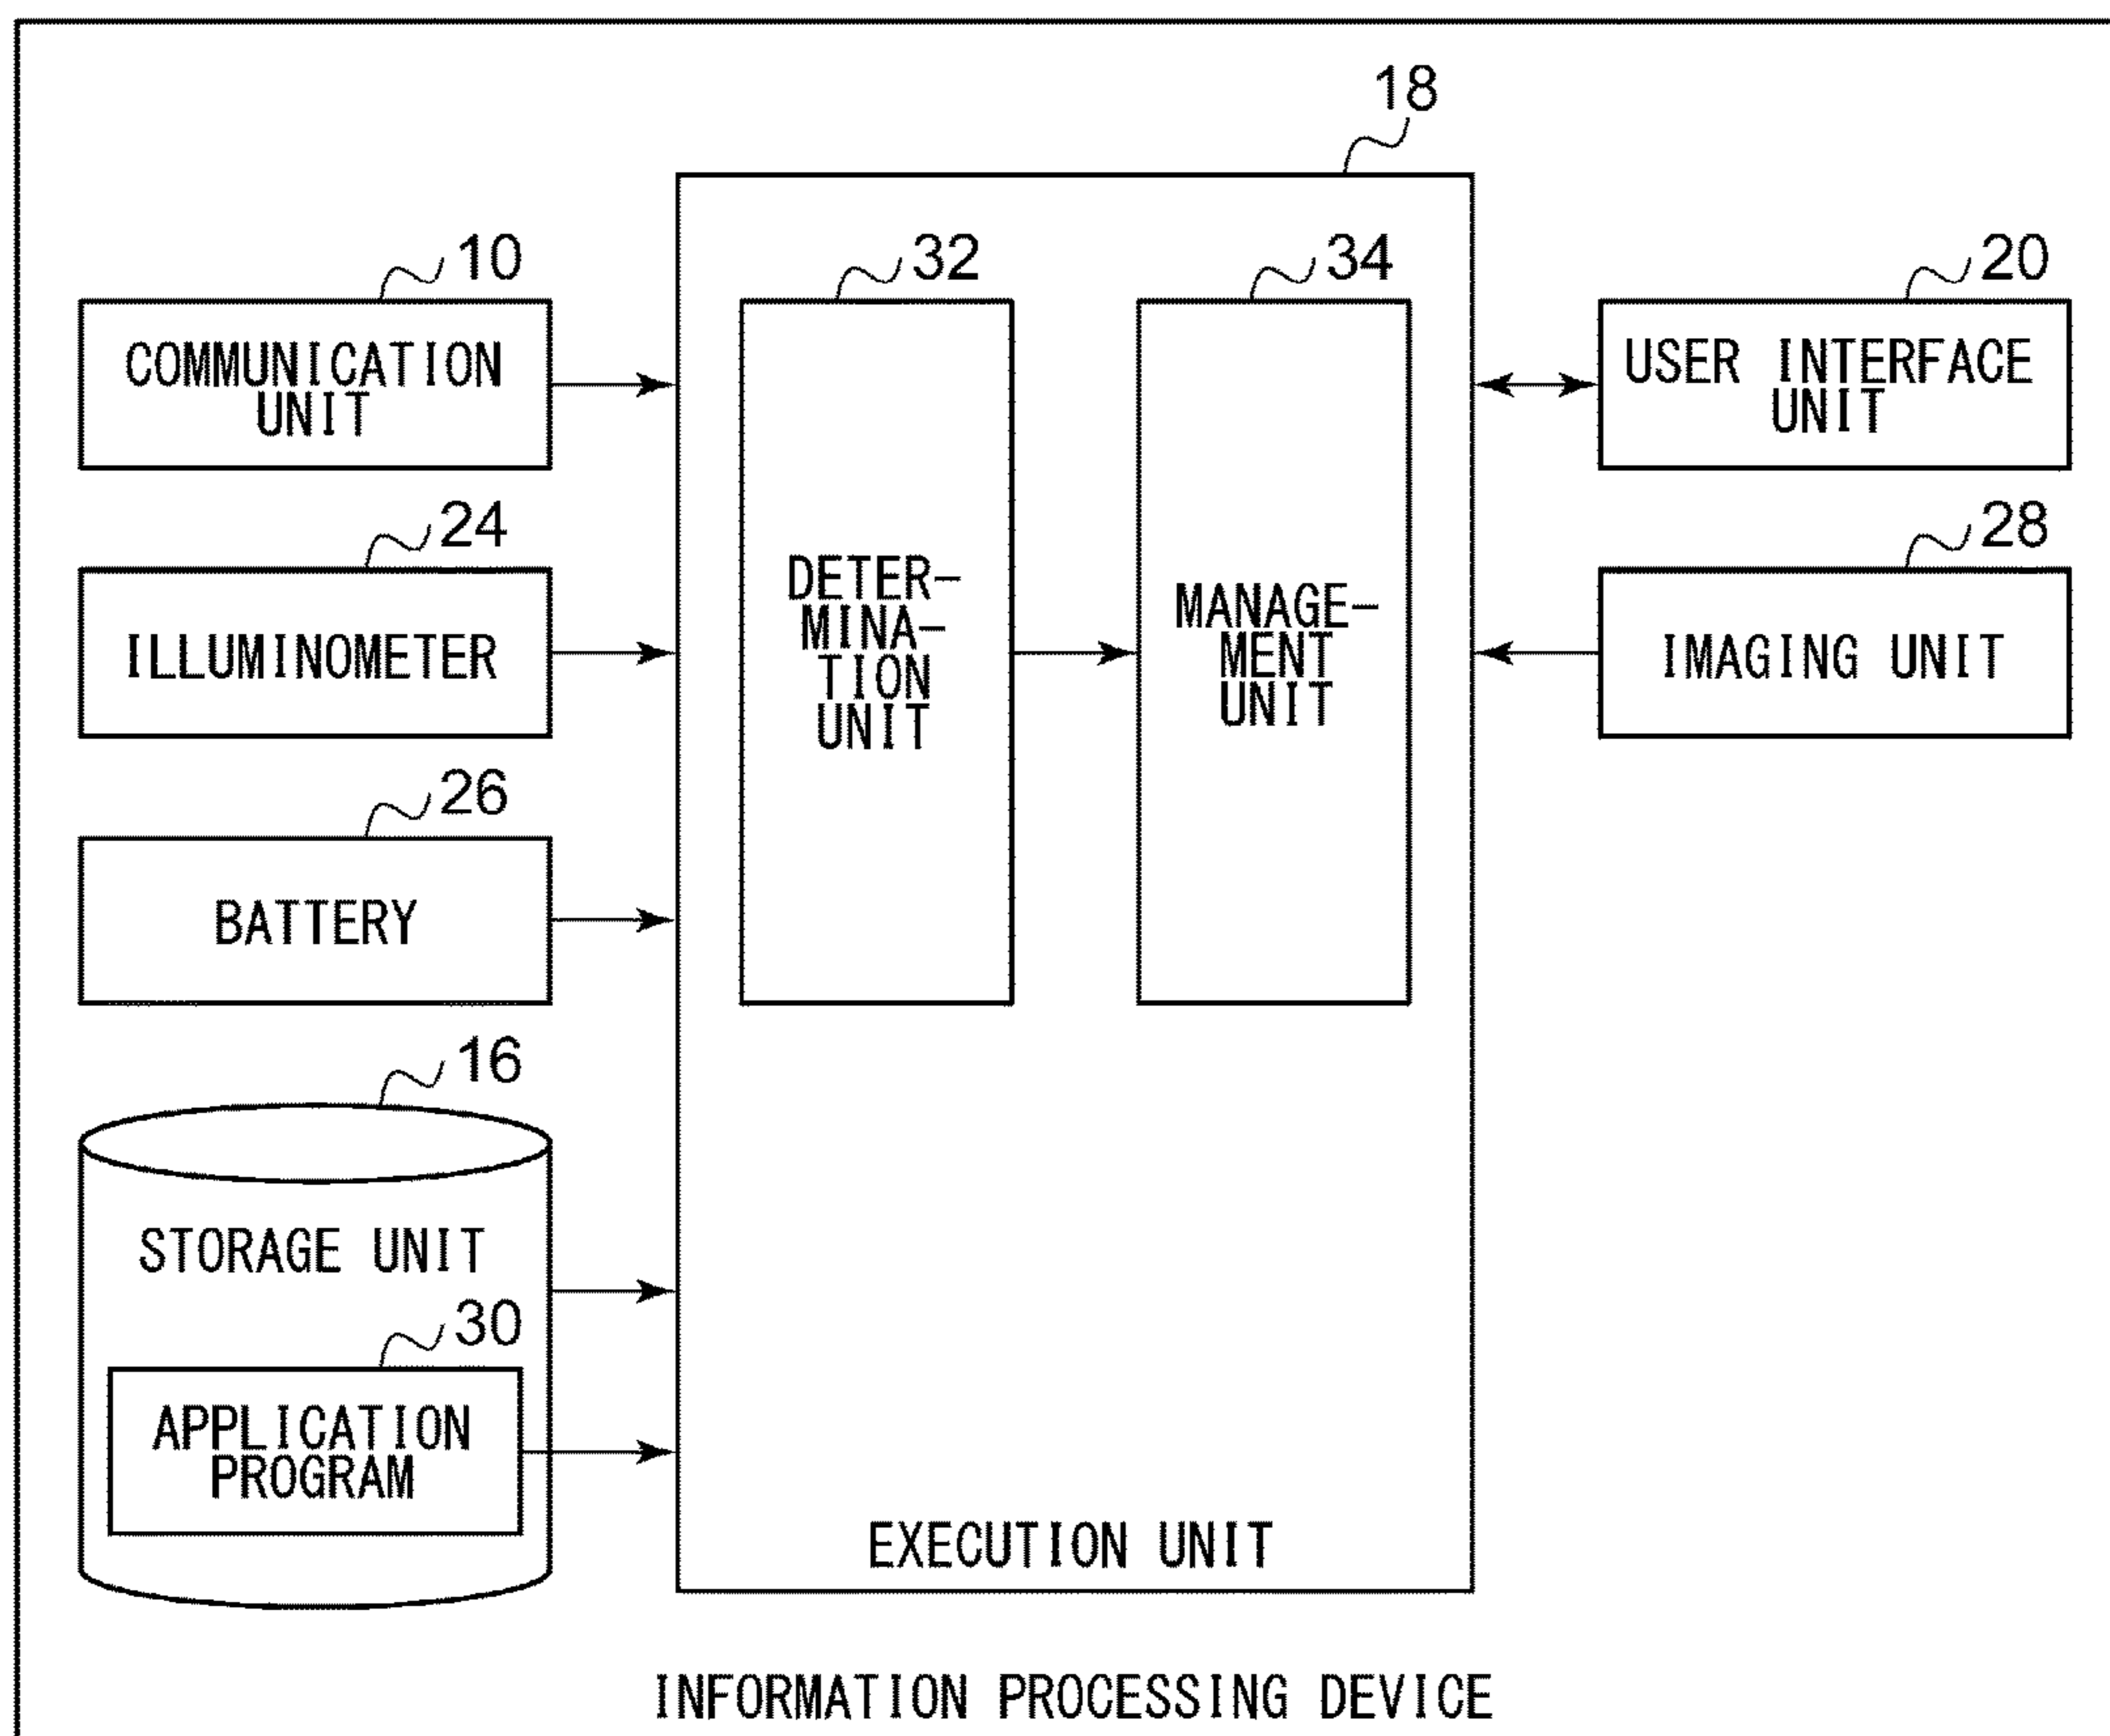 18
10
32
34
20
COMMUNICATION
UNIT
USER INTERFACE
UNIT
24
28
DETER-
MINA-
TION
UNIT
MANAGE-
MENT
UNIT
ILLUMINOMETER
IMAGING UNIT
26
BATTERY
16
STORAGE UNIT
30
APPLICATION
PROGRAM
EXECUTION UNIT
INFORMATION PROCESSING DEVICE